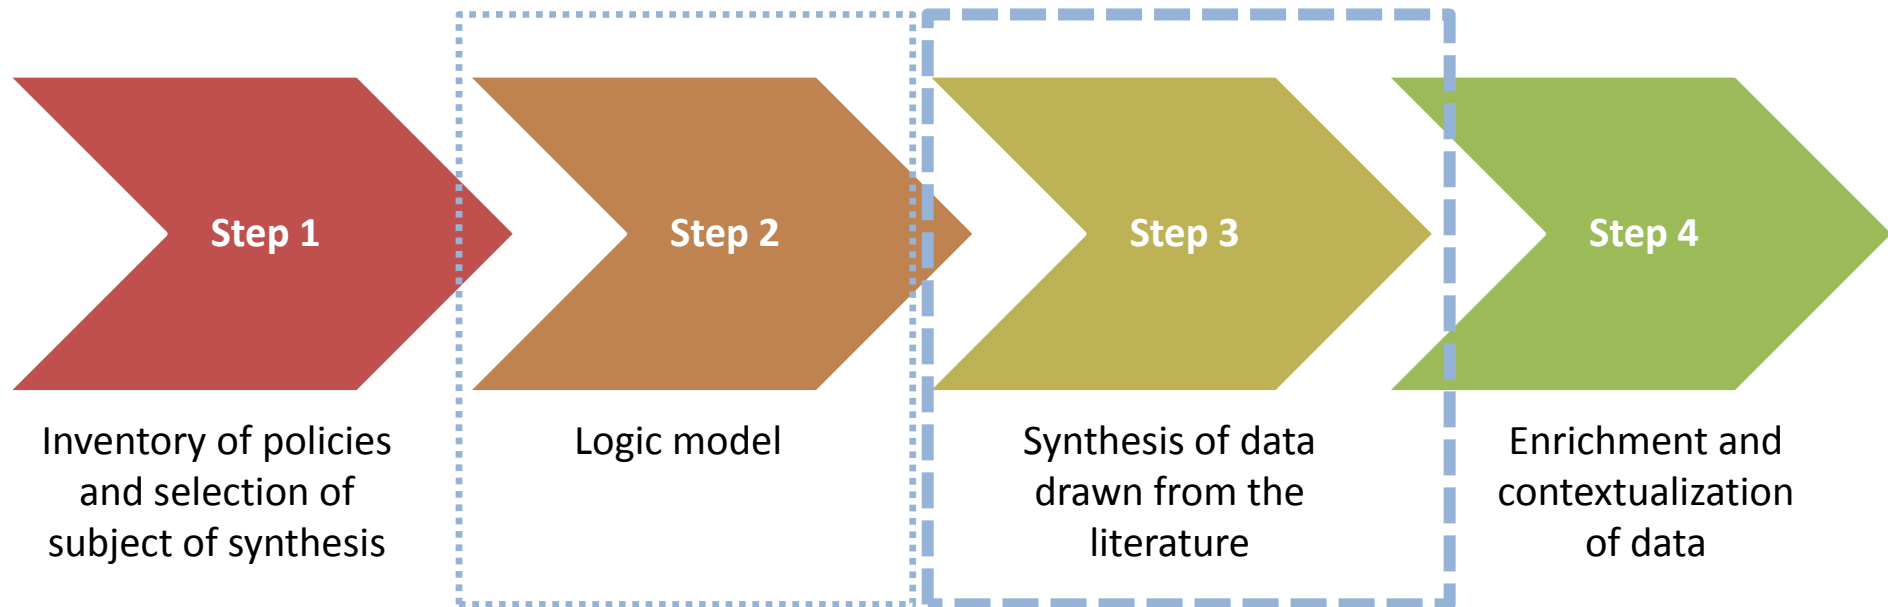 Step 1
Step 2
Step 3
Step 4
Inventory of policies
and selection of
subject of synthesis
Logic model
Synthesis of data
drawn from the
literature
Enrichment and
contextualization
of data